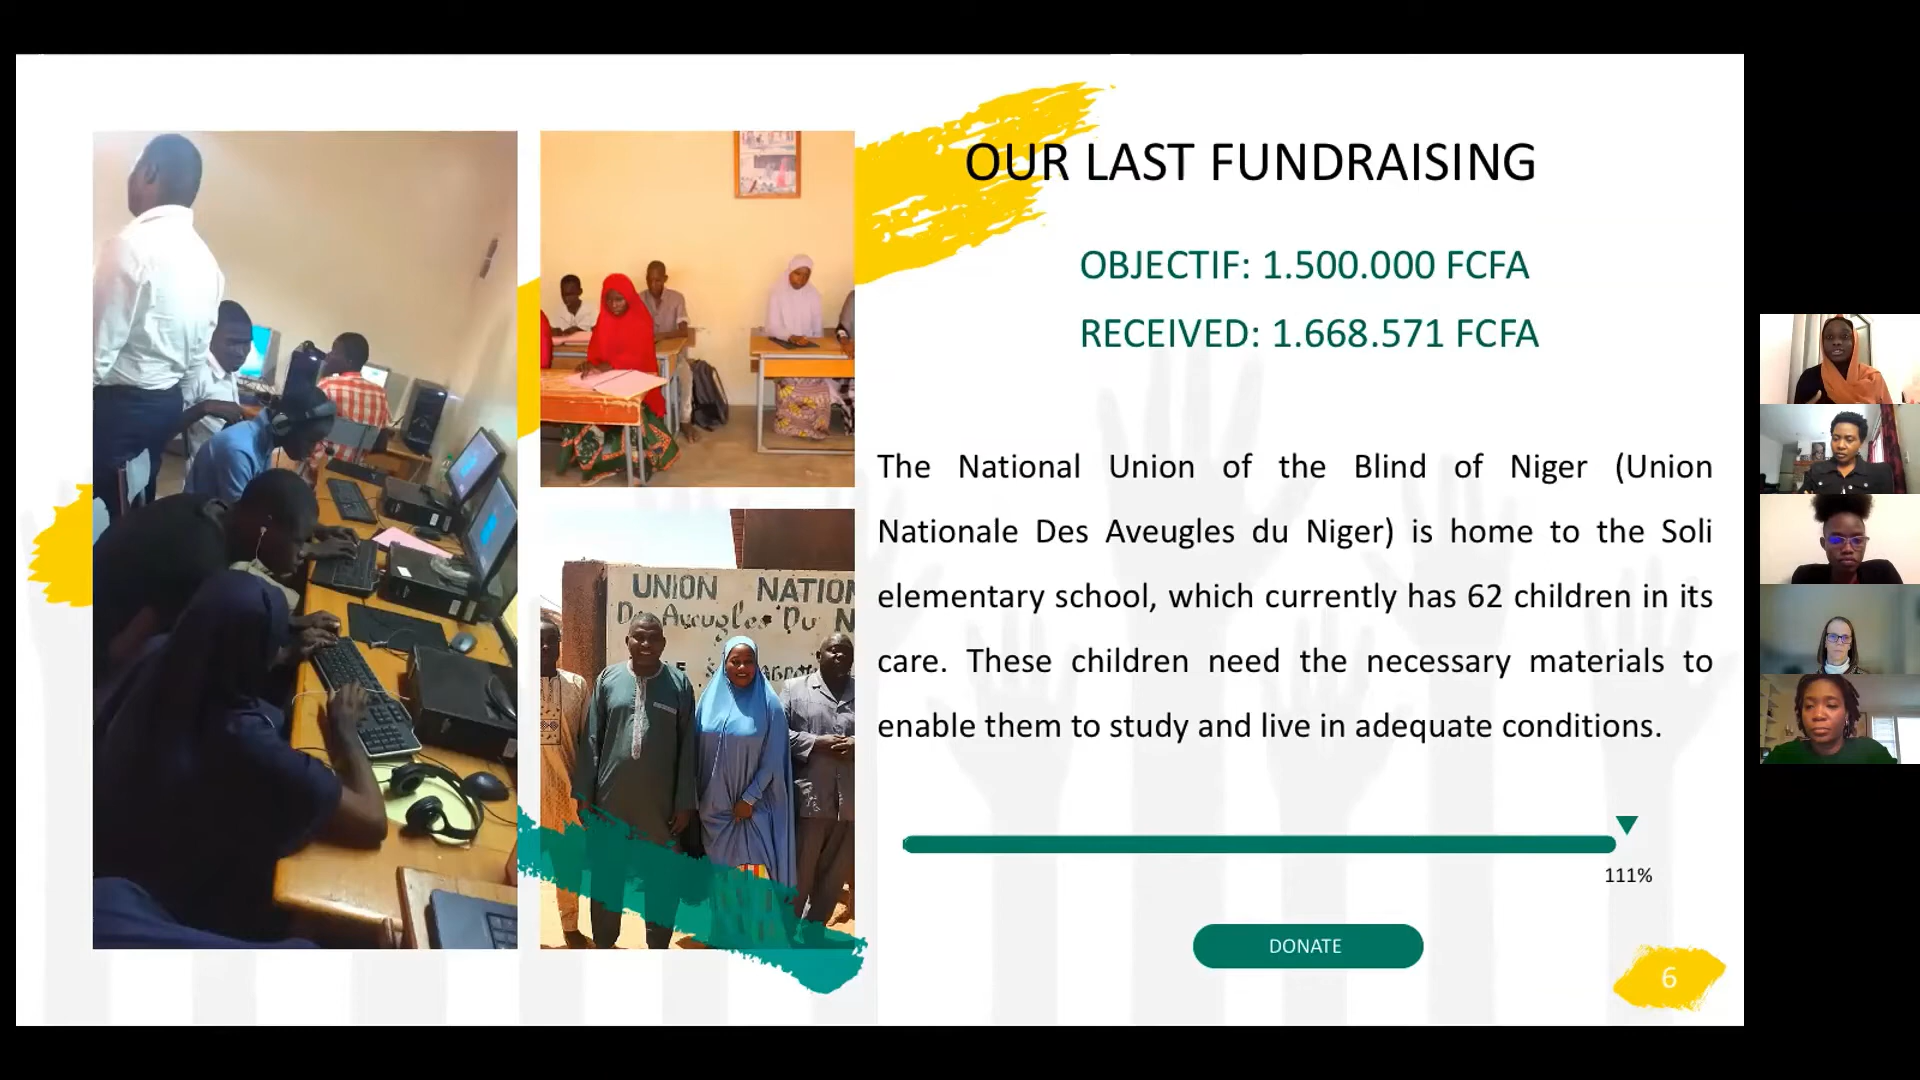 OUR LAST FUNDRAISING
OBJECTIF: 1.500.000 FCFA
RECEIVED: 1.668.571 FCFA
The National Union of the Blind of Niger (Union
Nationale Des Aveugles du Niger) is home to the Soli
elementary school, which currently has 62 children in its
care. These children need the necessary materials to
enable them to study and live in adequate conditions.
111%
DONATE
6
UNION NATION
Des Aveugles Du N